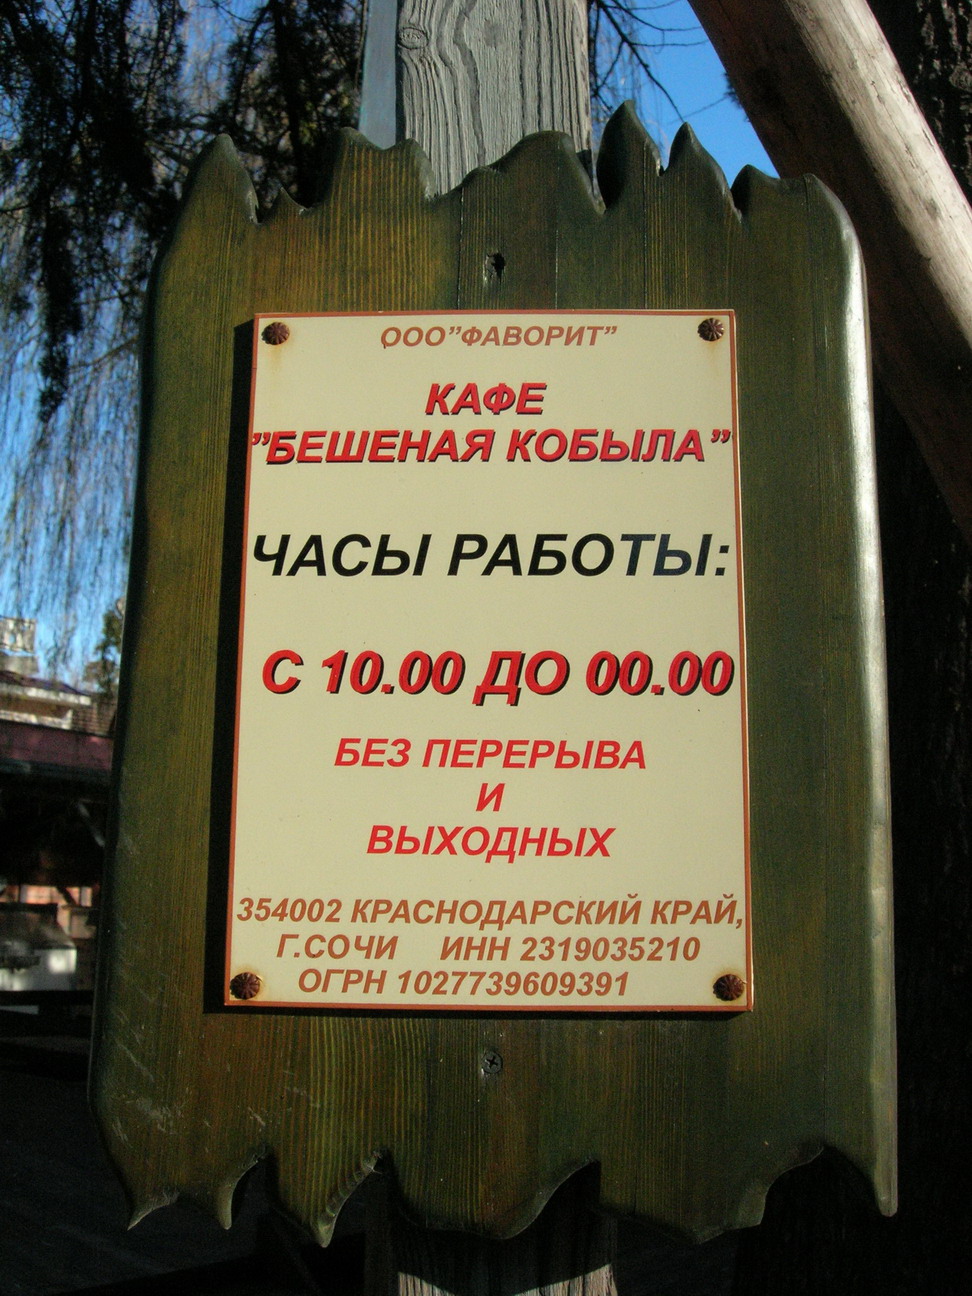 ООО”ФАВОРИТ”
КАФЕ
”БЕШЕНАЯ КОБЫЛА”
ЧАСЫ РАБОТЫ:
С 10.00 ДО 00.00
БЕЗ ПЕРЕРЫВА
И
ВЫХОДНЫХ
354002 КРАСНОДАРСКИЙ КРАЙ,
Г.СОЧИ ИНН 2319035210
ОГРН 1027739609391